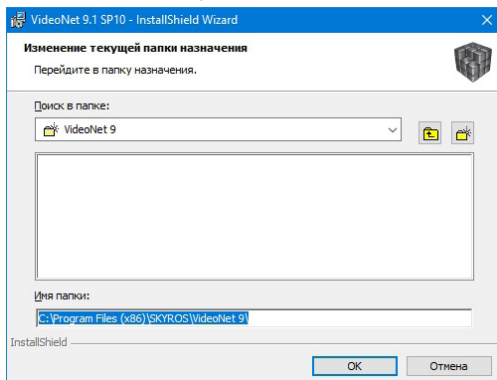 VideoNet 9.1 SP10 - InstallShield Wizard
Изменение текущей папки назначения
Перейдите в папку назначения.
Поиск в папке:
VideoNet 9
Имя папки:
C:\Program Files (x86)\SKYROS\VideoNet 9\
InstallShield
OK Отмена